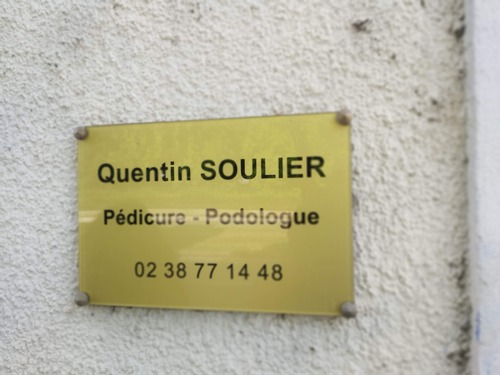 Quentin SOULIER
Pédicure - Podologue
02 38 77 14 48